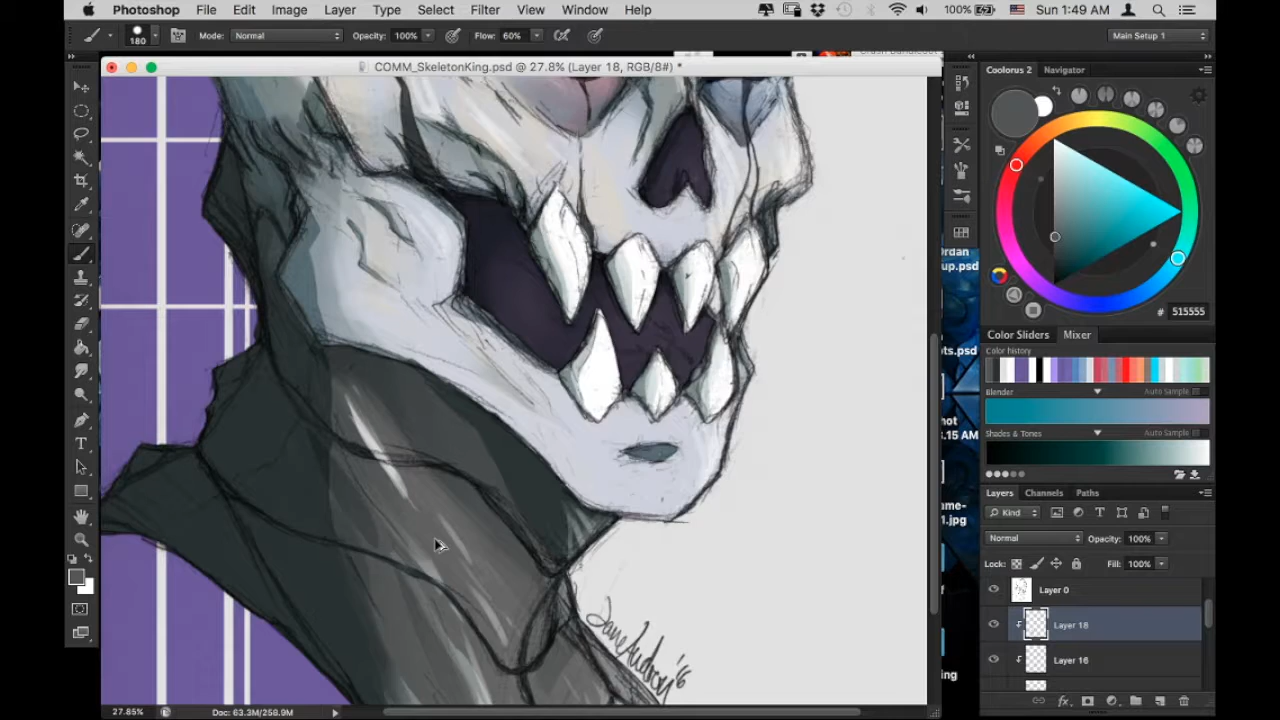 Photoshop File Edit Image Layer Type Select Filter View Window Help 100% Sun 1:49 AM
180 Mode: Normal Opacity: 100% Flow: 60% Main Setup 1
COMM_SkeletonKing.psd @ 27.8% (Layer 18, RGB/8#) *
Coolorus 2 Navigator
# 515555
Color Sliders Mixer
Color history
Blender Auto Sample
Shades & Tones Auto Sample
Layers Channels Paths
Kind
Normal Opacity: 100%
Lock: Fill: 100%
Layer 0
Layer 18
Layer 16
27.85% Doc: 63.3M/258.9M
'16